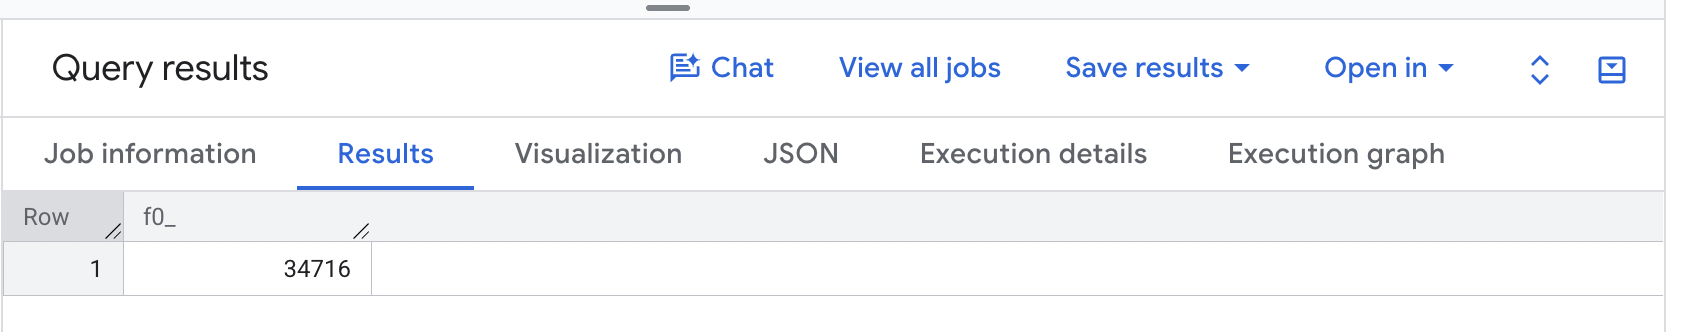 Query results Chat View all jobs Save results Open in
Job information Results Visualization JSON Execution details Execution graph
Row f0_
1 34716